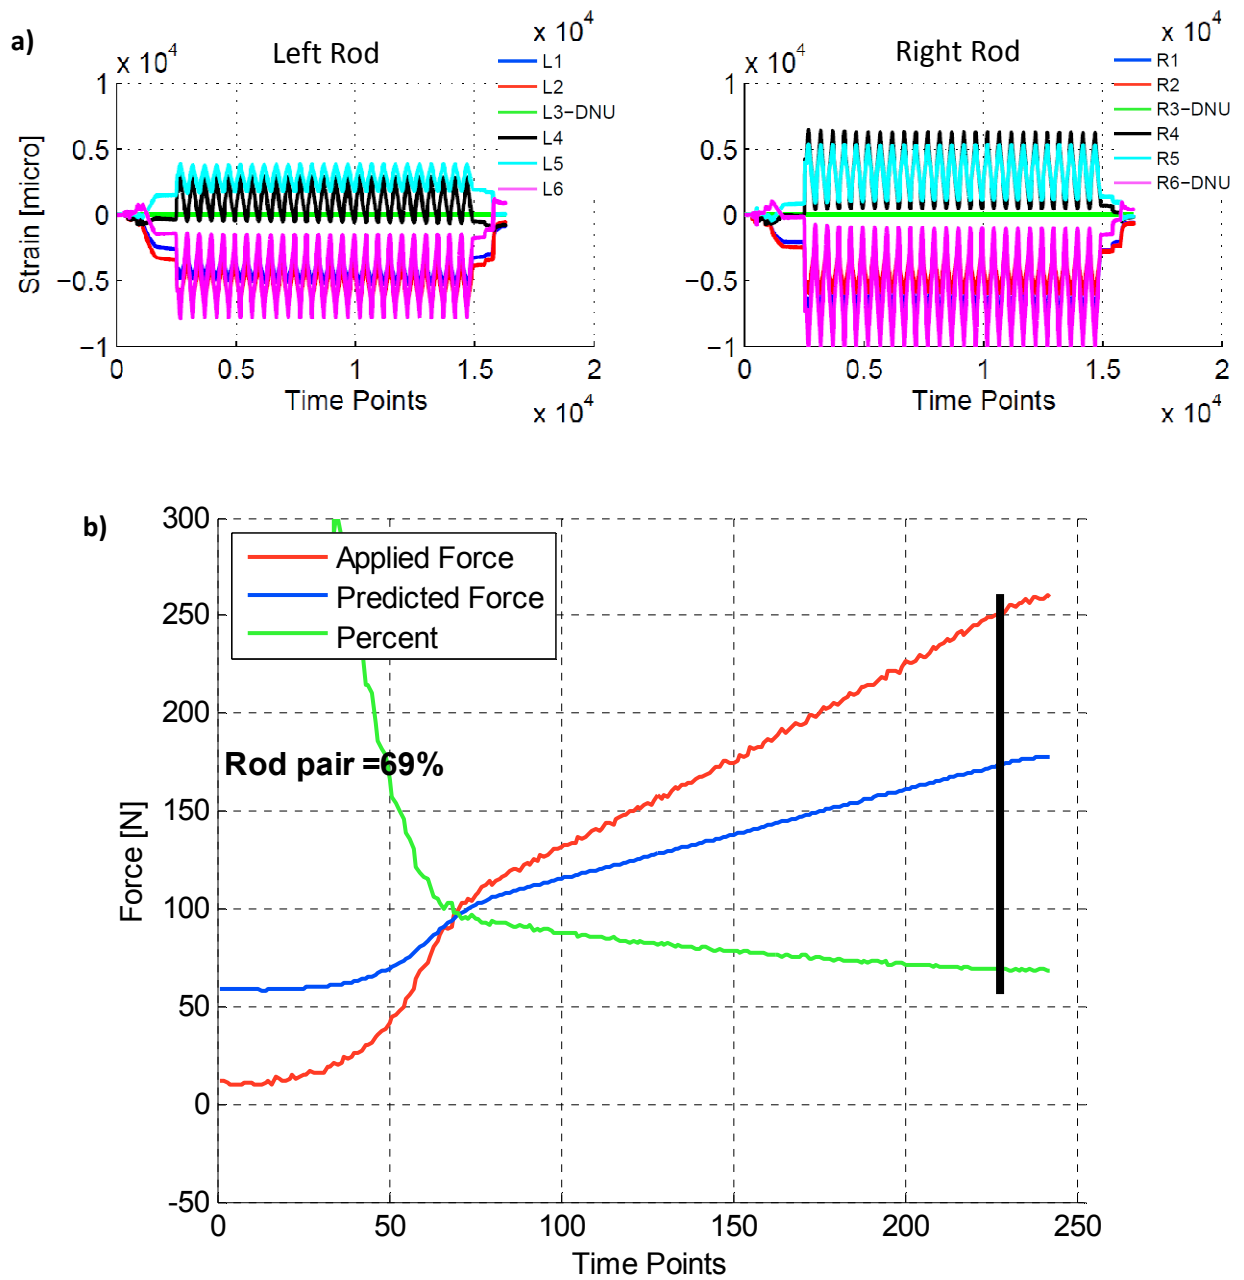 a)
Left Rod
x 10^4
x 10^4
L1
L2
L3-DNU
L4
L5
L6
1
0.5
0
-0.5
-1
Strain [micro]
0 0.5 1 1.5 2
Time Points
x 10^4
Right Rod
x 10^4
x 10^4
R1
R2
R3-DNU
R4
R5
R6-DNU
1
0.5
0
-0.5
-1
0 0.5 1 1.5 2
Time Points
x 10^4
b)
300
250
200
150
100
50
0
-50
Force [N]
Applied Force
Predicted Force
Percent
Rod pair =69%
0 50 100 150 200 250
Time Points